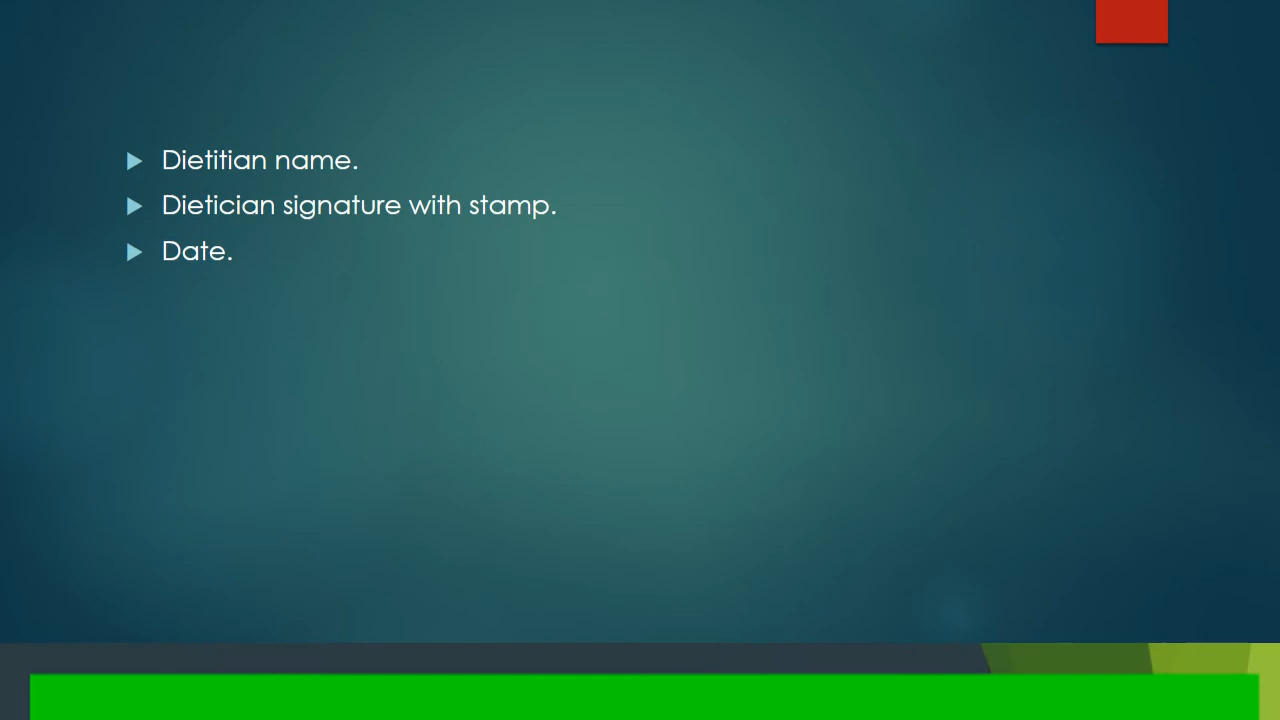 Dietitian name.
Dietician signature with stamp.
Date.